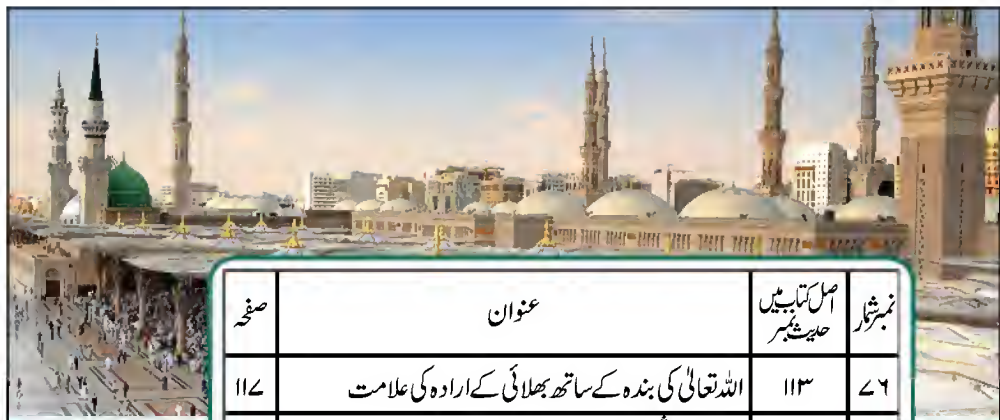 نمبر شمار اصل کتاب میں حدیث نمبر عنوان صفحہ
۷۶ ۱۱۳ اللہ تعالیٰ کی بندہ کے ساتھ بھلائی کے ارادہ کی علامت ۱۱۷